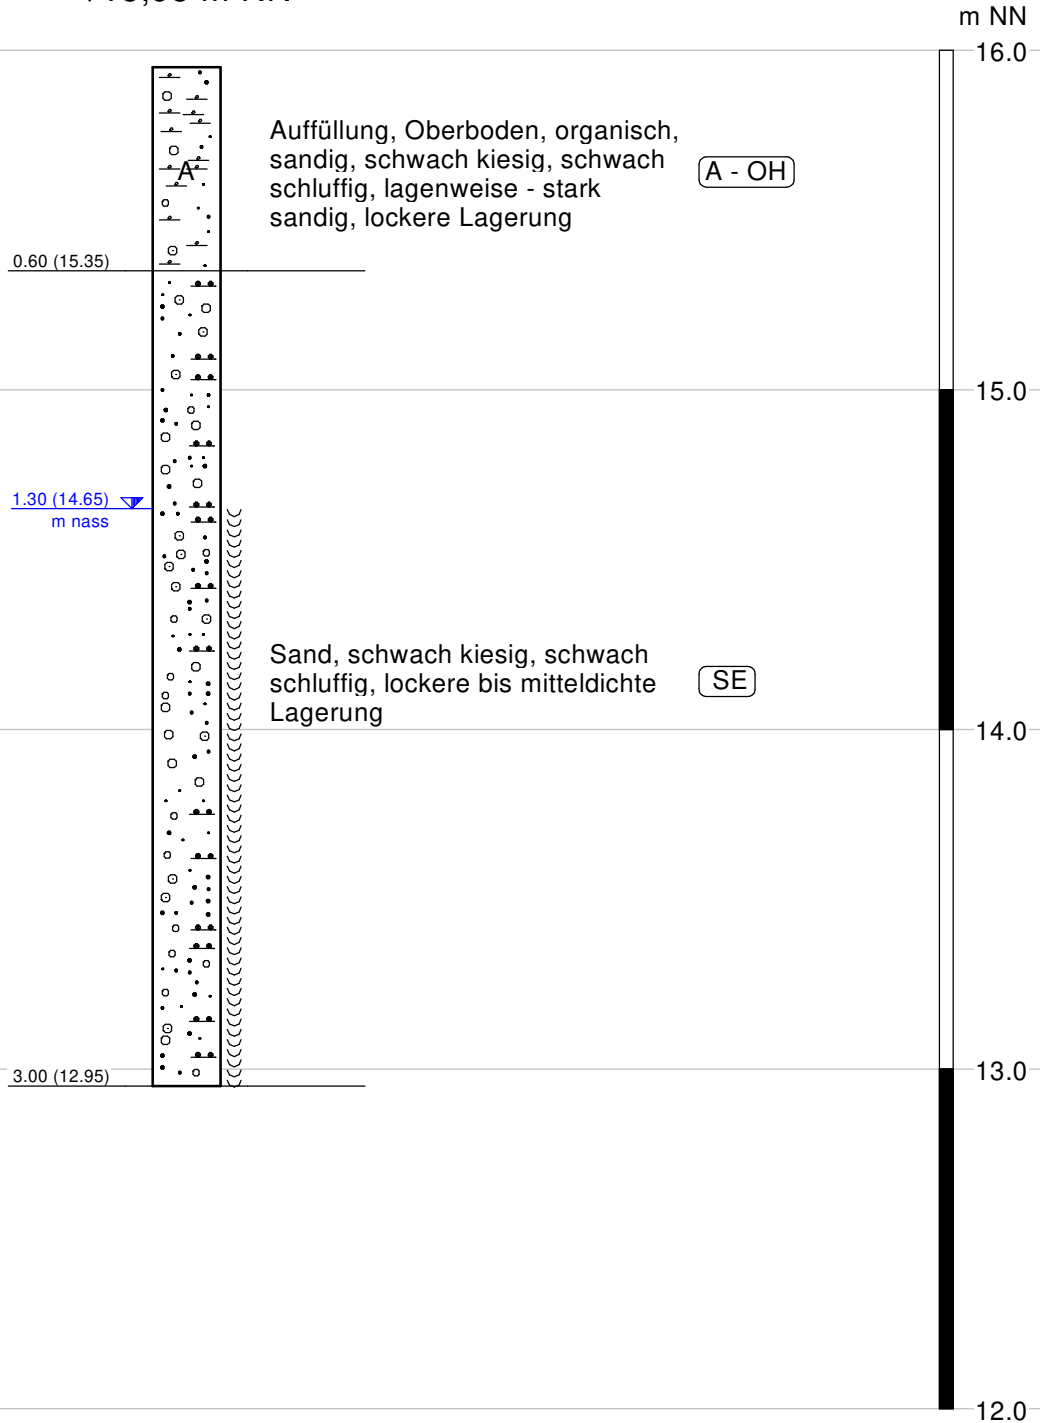 m NN
16.0
Auffüllung, Oberboden, organisch,
sandig, schwach kiesig, schwach
schluffig, lagenweise - stark
sandig, lockere Lagerung
A - OH
A
0.60 (15.35)
15.0
1.30 (14.65)
m nass
Sand, schwach kiesig, schwach
schluffig, lockere bis mitteldichte
Lagerung
SE
14.0
13.0
3.00 (12.95)
12.0